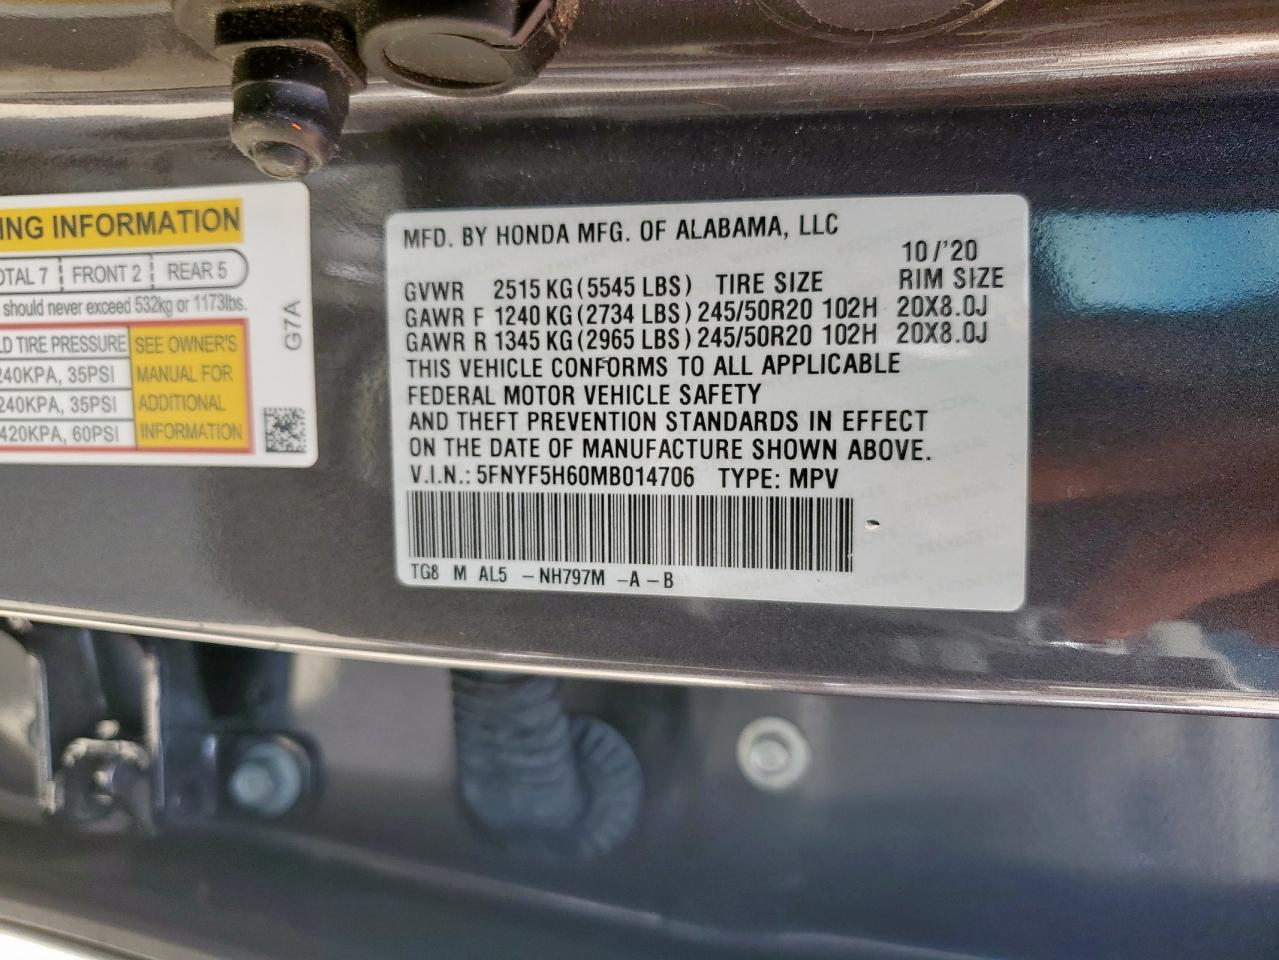 NG INFORMATION
OTAL 7 FRONT 2 REAR 5
should never exceed 532kg or 1173lbs.
LD TIRE PRESSURE
240KPA, 35PSI
240KPA, 35PSI
420KPA, 60PSI
SEE OWNER'S
MANUAL FOR
ADDITIONAL
INFORMATION
G7A
MFD. BY HONDA MFG. OF ALABAMA, LLC
10/'20
GVWR 2515 KG (5545 LBS) TIRE SIZE RIM SIZE
GAWR F 1240 KG (2734 LBS) 245/50R20 102H 20X8.0J
GAWR R 1345 KG (2965 LBS) 245/50R20 102H 20X8.0J
THIS VEHICLE CONFORMS TO ALL APPLICABLE
FEDERAL MOTOR VEHICLE SAFETY
AND THEFT PREVENTION STANDARDS IN EFFECT
ON THE DATE OF MANUFACTURE SHOWN ABOVE.
V.I.N.: 5FNYF5H60MB014706 TYPE: MPV
TG8 M AL5 -NH797M -A-B